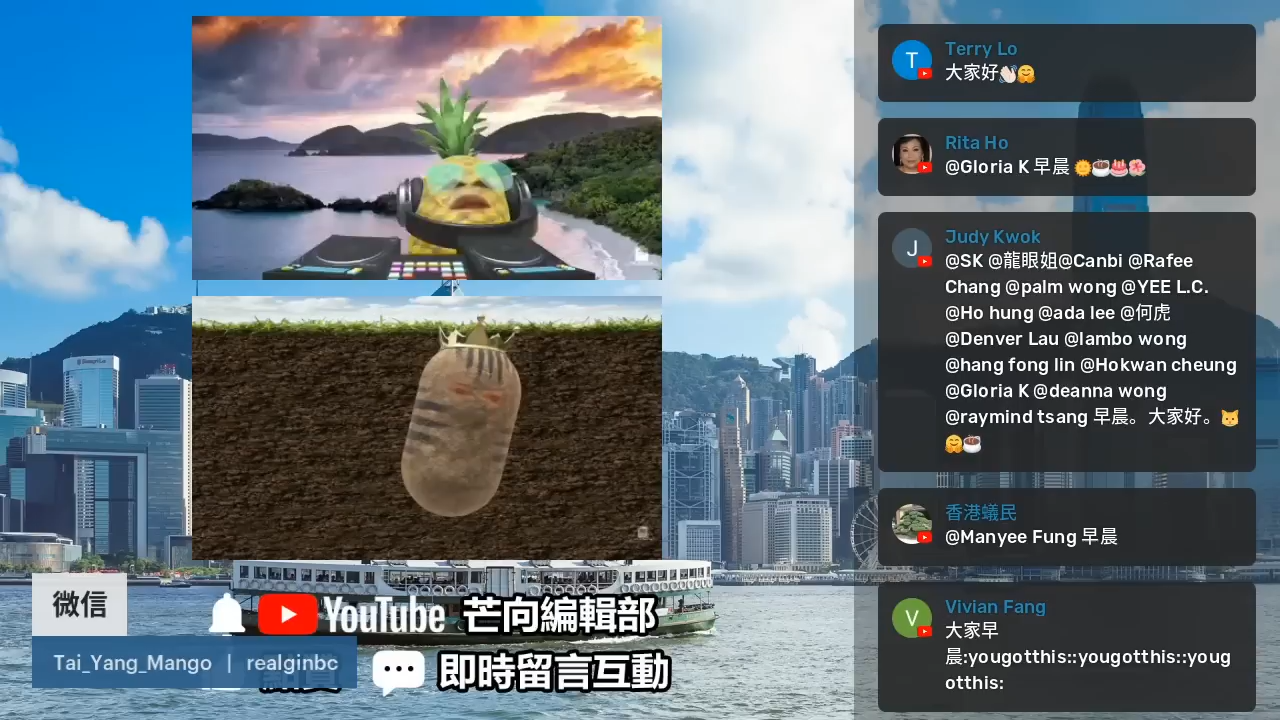 Terry Lo
大家好👋🏻🤗
Rita Ho
@Gloria K 早晨 🌞☕🎂🌺
Judy Kwok
@SK @龍眼姐@Canbi @Rafee
Chang @palm wong @YEE L.C.
@Ho hung @ada lee @何虎
@Denver Lau @lambo wong
@hang fong lin @Hokwan cheung
@Gloria K @deanna wong
@raymind tsang 早晨。大家好。🐱
🤗☕
香港蟻民
@Manyee Fung 早晨
Vivian Fang
大家早
晨:yougotthis::yougotthis::youg
otthis:
微信
Tai_Yang_Mango | realginbc
YouTube 芒向編輯部
即時留言互動